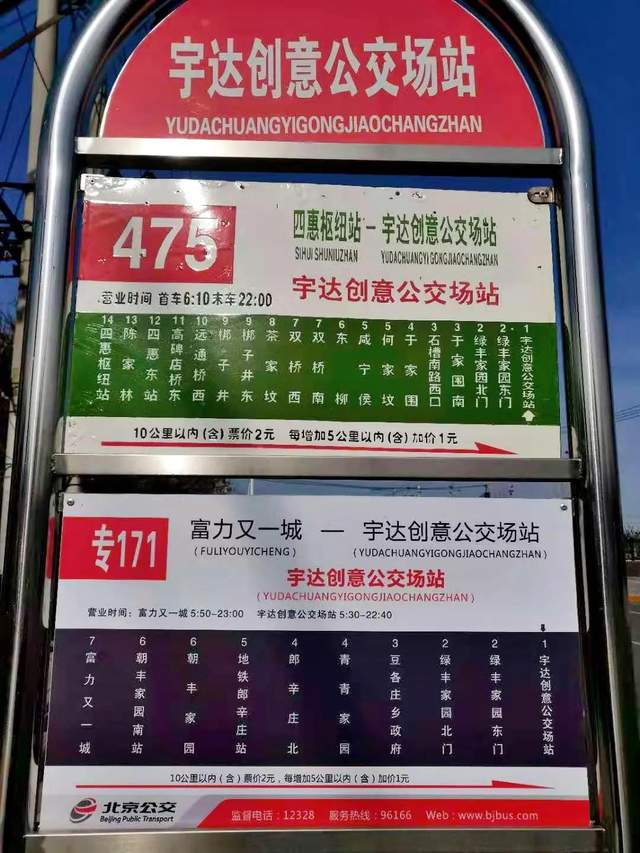 宇达创意公交场站
YUDACHUANGYIGONGJIAOCHANGZHAN
475
四惠枢纽站 – 宇达创意公交场站
SIHUI SHUNIUZHAN YUDACHUANGYIGONGJIAOCHANGZHAN
宇达创意公交场站
营业时间 首车6:10 末车22:00
14 四惠枢纽站
13 陈家林
12 四惠东站
11 高碑店桥东
10 远通桥西
9 梆子井
9 梆子井东
8 茶家坟
7 双桥西
7 双桥南
6 东柳
5 咸宁侯
5 何家坟
4 于家围
3 石槽南路西口
3 于家围南
2 绿丰家园北门
2 绿丰家园东门
1 宇达创意公交场站
10公里以内(含)票价2元 每增加5公里以内(含)加价1元
专171
富力又一城 — 宇达创意公交场站
(FULIYOUYICHENG) (YUDACHUANGYIGONGJIAOCHANGZHAN)
宇达创意公交场站
(YUDACHUANGYIGONGJIAOCHANGZHAN)
营业时间: 富力又一城 5:50-23:00 宇达创意公交场站 5:30-22:40
7 富力又一城
6 朝丰家园南站
6 朝丰家园
5 地铁郎辛庄站
4 郎辛庄北
4 青青家园
3 豆各庄乡政府
2 绿丰家园北门
2 绿丰家园东门
1 宇达创意公交场站
10公里以内(含)票价2元, 每增加5公里以内(含)加价1元
北京公交
Beijing Public Transport
监督电话: 12328 服务热线: 96166 Web: www.bjbus.com